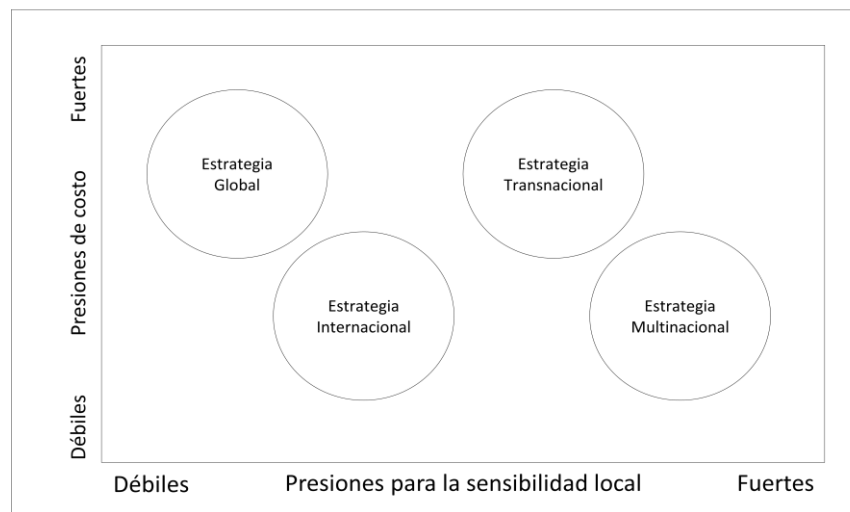 Fuertes
Presiones de costo
Débiles
Estrategia
Global
Estrategia
Transnacional
Estrategia
Internacional
Estrategia
Multinacional
Débiles
Presiones para la sensibilidad local
Fuertes